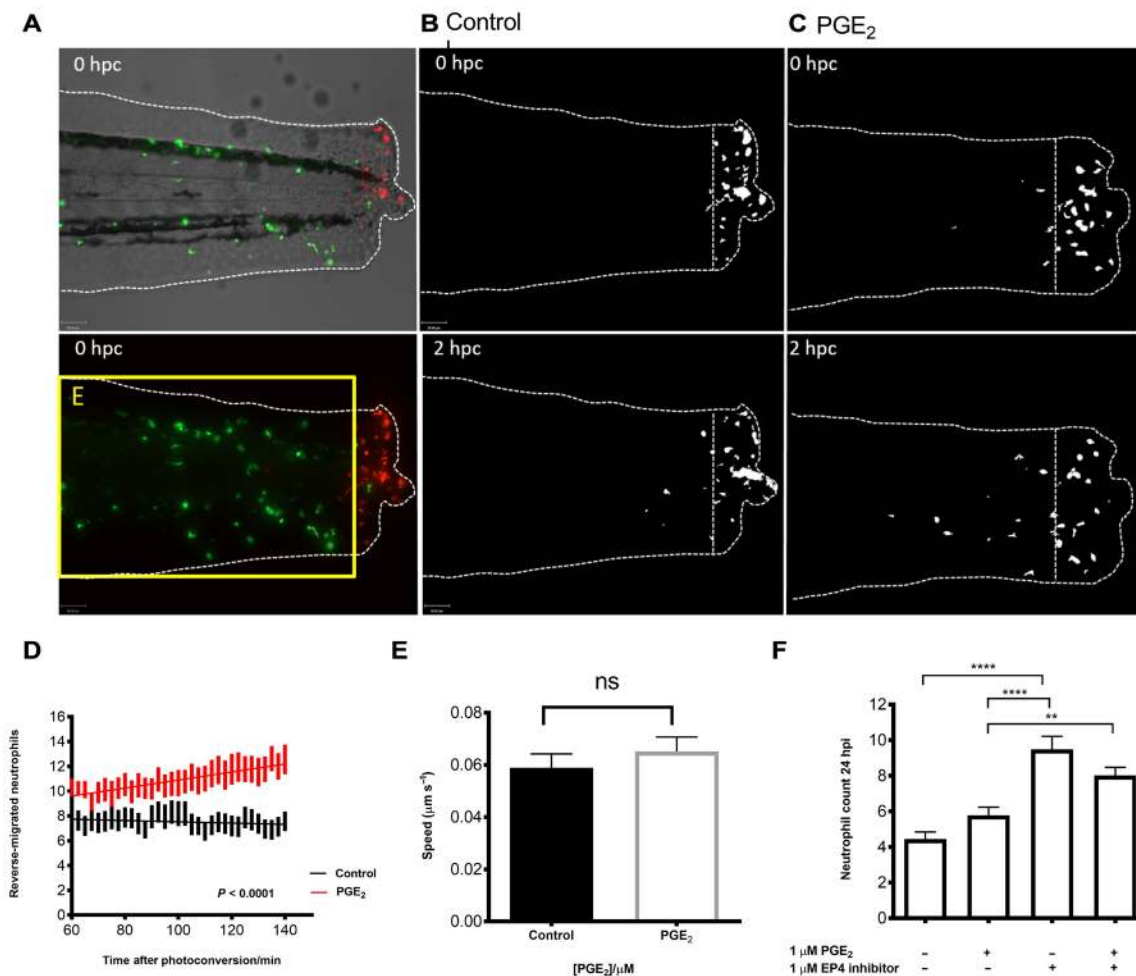 A
B Control
C PGE₂
0 hpc
0 hpc
0 hpc
0 hpc
2 hpc
2 hpc
E
D
Reverse-migrated neutrophils
16
14
12
10
8
6
4
2
0
60 80 100 120 140
Time after photoconversion/min
P < 0.0001
Control
PGE₂
E
ns
Speed (µm s⁻¹)
0.08
0.06
0.04
0.02
0.00
Control PGE₂
[PGE₂]/µM
F
****
****
**
Neutrophil count 24 hpi
12
10
8
6
4
2
0
1 µM PGE₂ – + – +
1 µM EP4 inhibitor – – + +